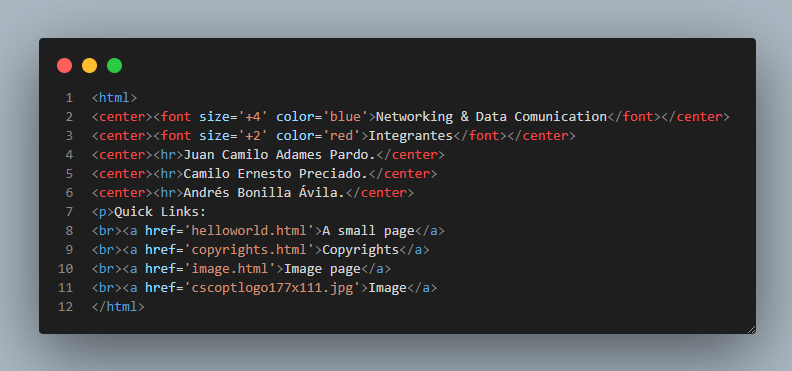 1 <html>
2 <center><font size='+4' color='blue'>Networking & Data Comunication</font></center>
3 <center><font size='+2' color='red'>Integrantes</font></center>
4 <center><hr>Juan Camilo Adames Pardo.</center>
5 <center><hr>Camilo Ernesto Preciado.</center>
6 <center><hr>Andrés Bonilla Ávila.</center>
7 <p>Quick Links:
8 <br><a href='helloworld.html'>A small page</a>
9 <br><a href='copyrights.html'>Copyrights</a>
10 <br><a href='image.html'>Image page</a>
11 <br><a href='cscoptlogo177x111.jpg'>Image</a>
12 </html>